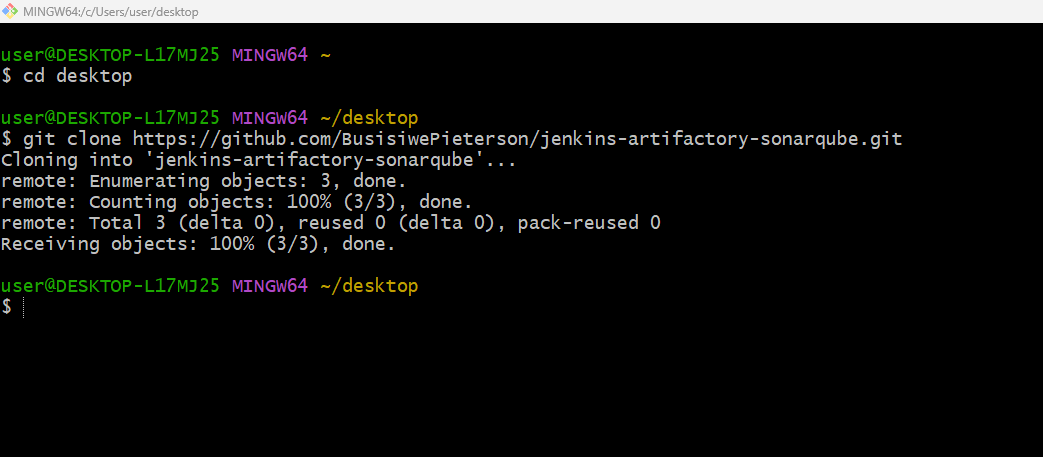 MINGW64:/c/Users/user/desktop
user@DESKTOP-L17MJ25 MINGW64 ~
$ cd desktop
user@DESKTOP-L17MJ25 MINGW64 ~/desktop
$ git clone https://github.com/BusisiwePieterson/jenkins-artifactory-sonarqube.git
Cloning into 'jenkins-artifactory-sonarqube'...
remote: Enumerating objects: 3, done.
remote: Counting objects: 100% (3/3), done.
remote: Total 3 (delta 0), reused 0 (delta 0), pack-reused 0
Receiving objects: 100% (3/3), done.
user@DESKTOP-L17MJ25 MINGW64 ~/desktop
$